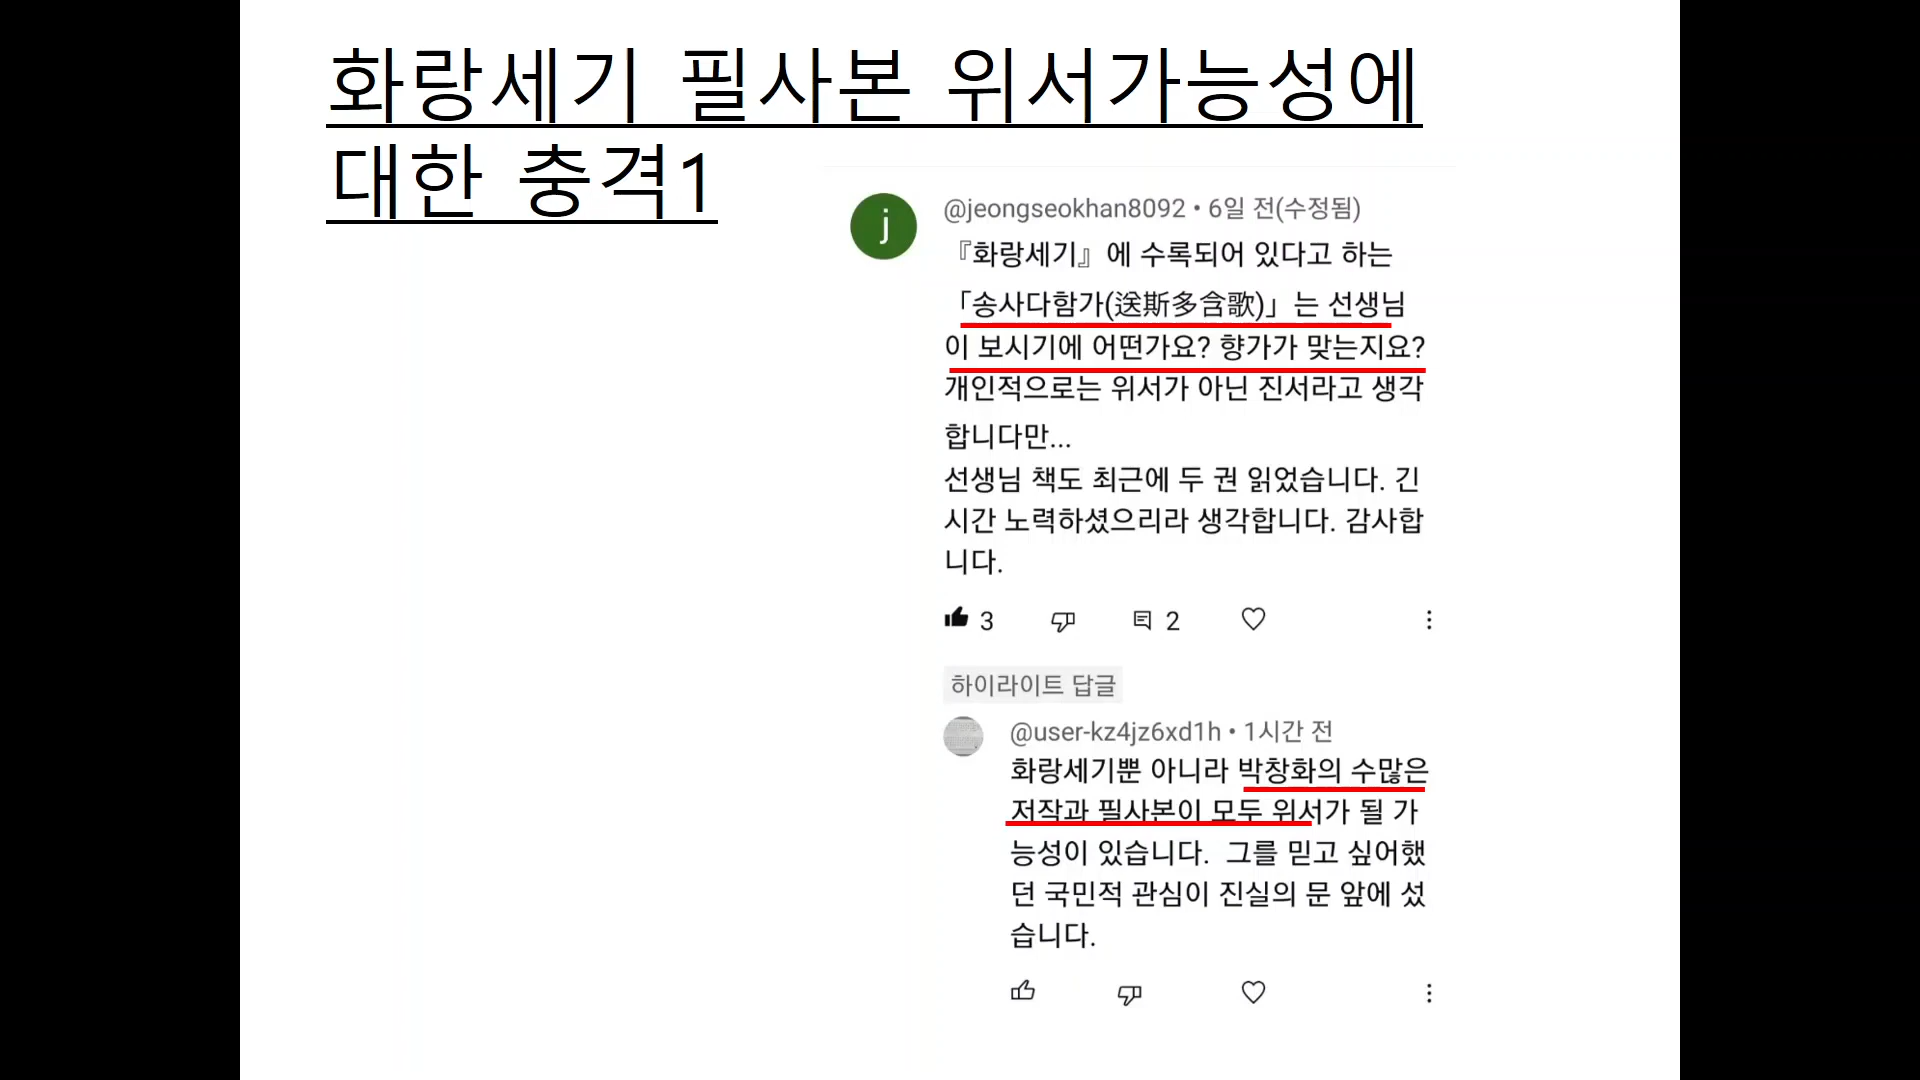 화랑세기 필사본 위서가능성에
대한 충격1
j
@jeongseokhan8092 • 6일 전(수정됨)
『화랑세기』에 수록되어 있다고 하는
「송사다함가(送斯多含歌)」는 선생님
이 보시기에 어떤가요? 향가가 맞는지요?
개인적으로는 위서가 아닌 진서라고 생각
합니다만...
선생님 책도 최근에 두 권 읽었습니다. 긴
시간 노력하셨으리라 생각합니다. 감사합
니다.
3 2
하이라이트 답글
@user-kz4jz6xd1h • 1시간 전
화랑세기뿐 아니라 박창화의 수많은
저작과 필사본이 모두 위서가 될 가
능성이 있습니다. 그를 믿고 싶어했
던 국민적 관심이 진실의 문 앞에 섰
습니다.